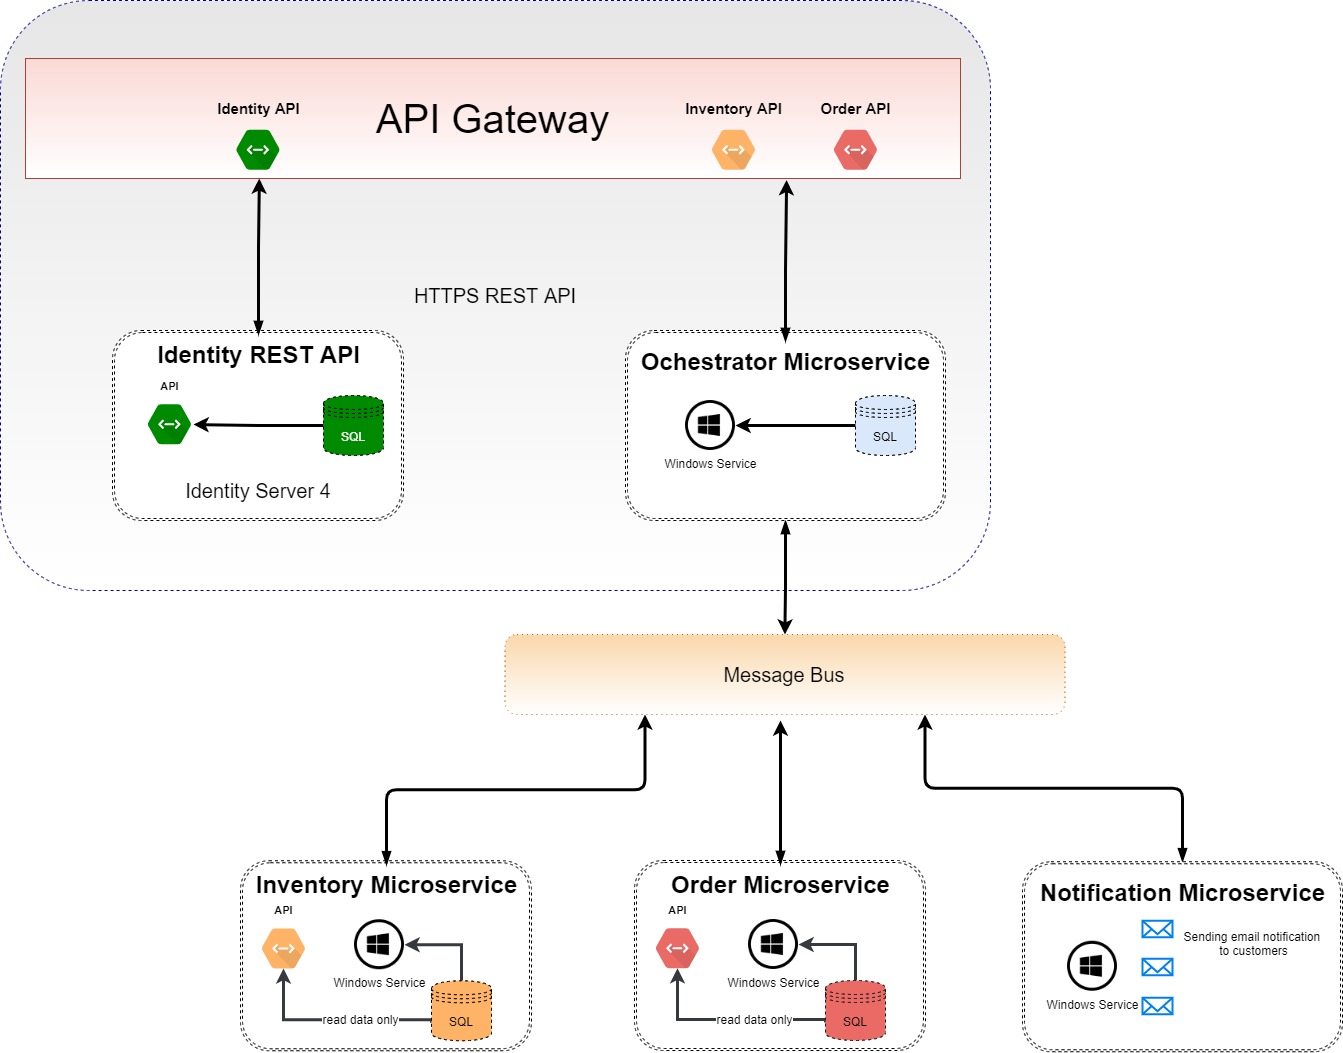 Identity API
API Gateway
Inventory API
Order API
HTTPS REST API
Identity REST API
API
SQL
Identity Server 4
Ochestrator Microservice
SQL
Windows Service
Message Bus
Inventory Microservice
API
Windows Service
read data only
SQL
Order Microservice
API
Windows Service
read data only
SQL
Notification Microservice
Sending email notification
to customers
Windows Service